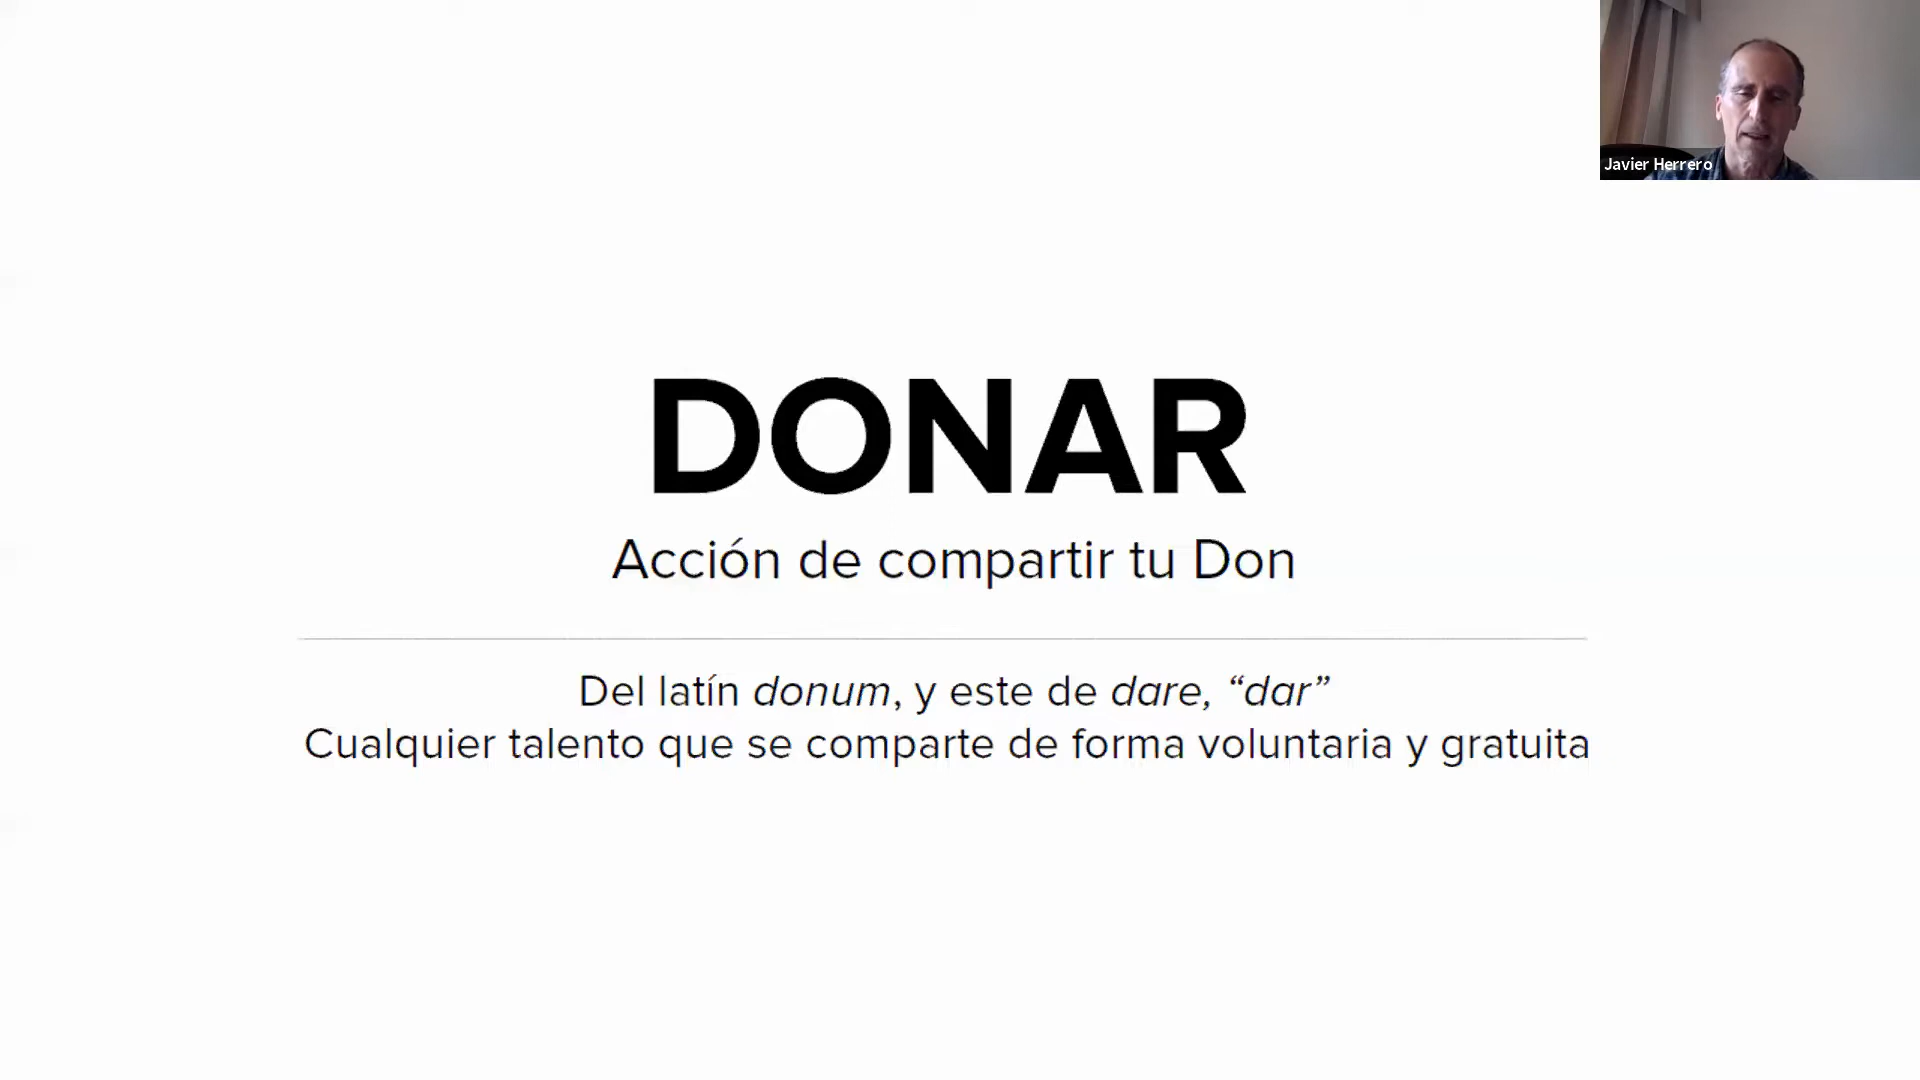 Javier Herrero
DONAR
Acción de compartir tu Don
Del latín donum, y este de dare, “dar”
Cualquier talento que se comparte de forma voluntaria y gratuita